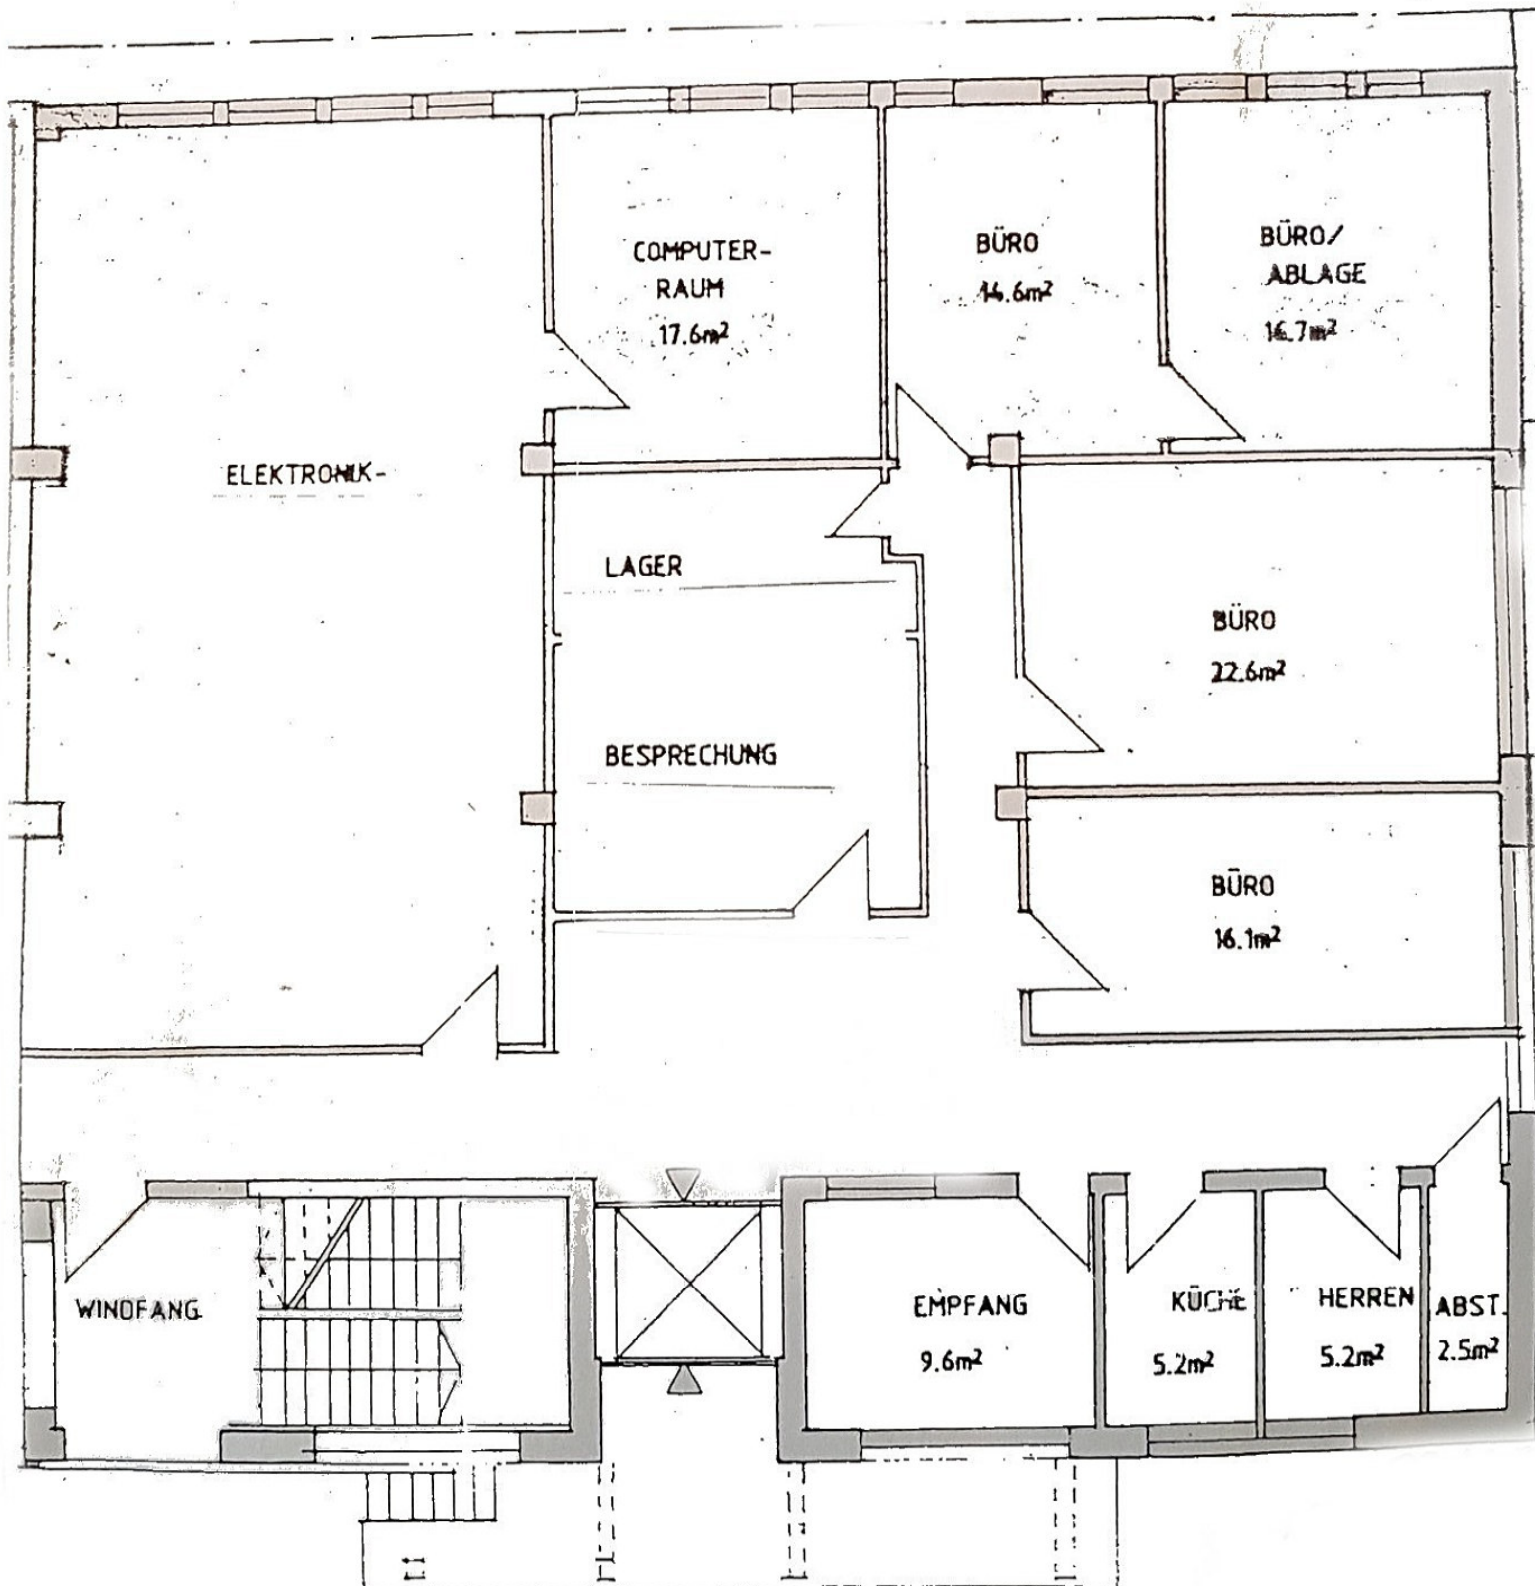 COMPUTER-
RAUM
17.6m²
BÜRO
14.6m²
BÜRO/
ABLAGE
16.7m²
ELEKTRONIK-
LAGER
BÜRO
22.6m²
BESPRECHUNG
BÜRO
16.1m²
WINDFANG
EMPFANG
9.6m²
KÜCHE
5.2m²
HERREN
5.2m²
ABST.
2.5m²